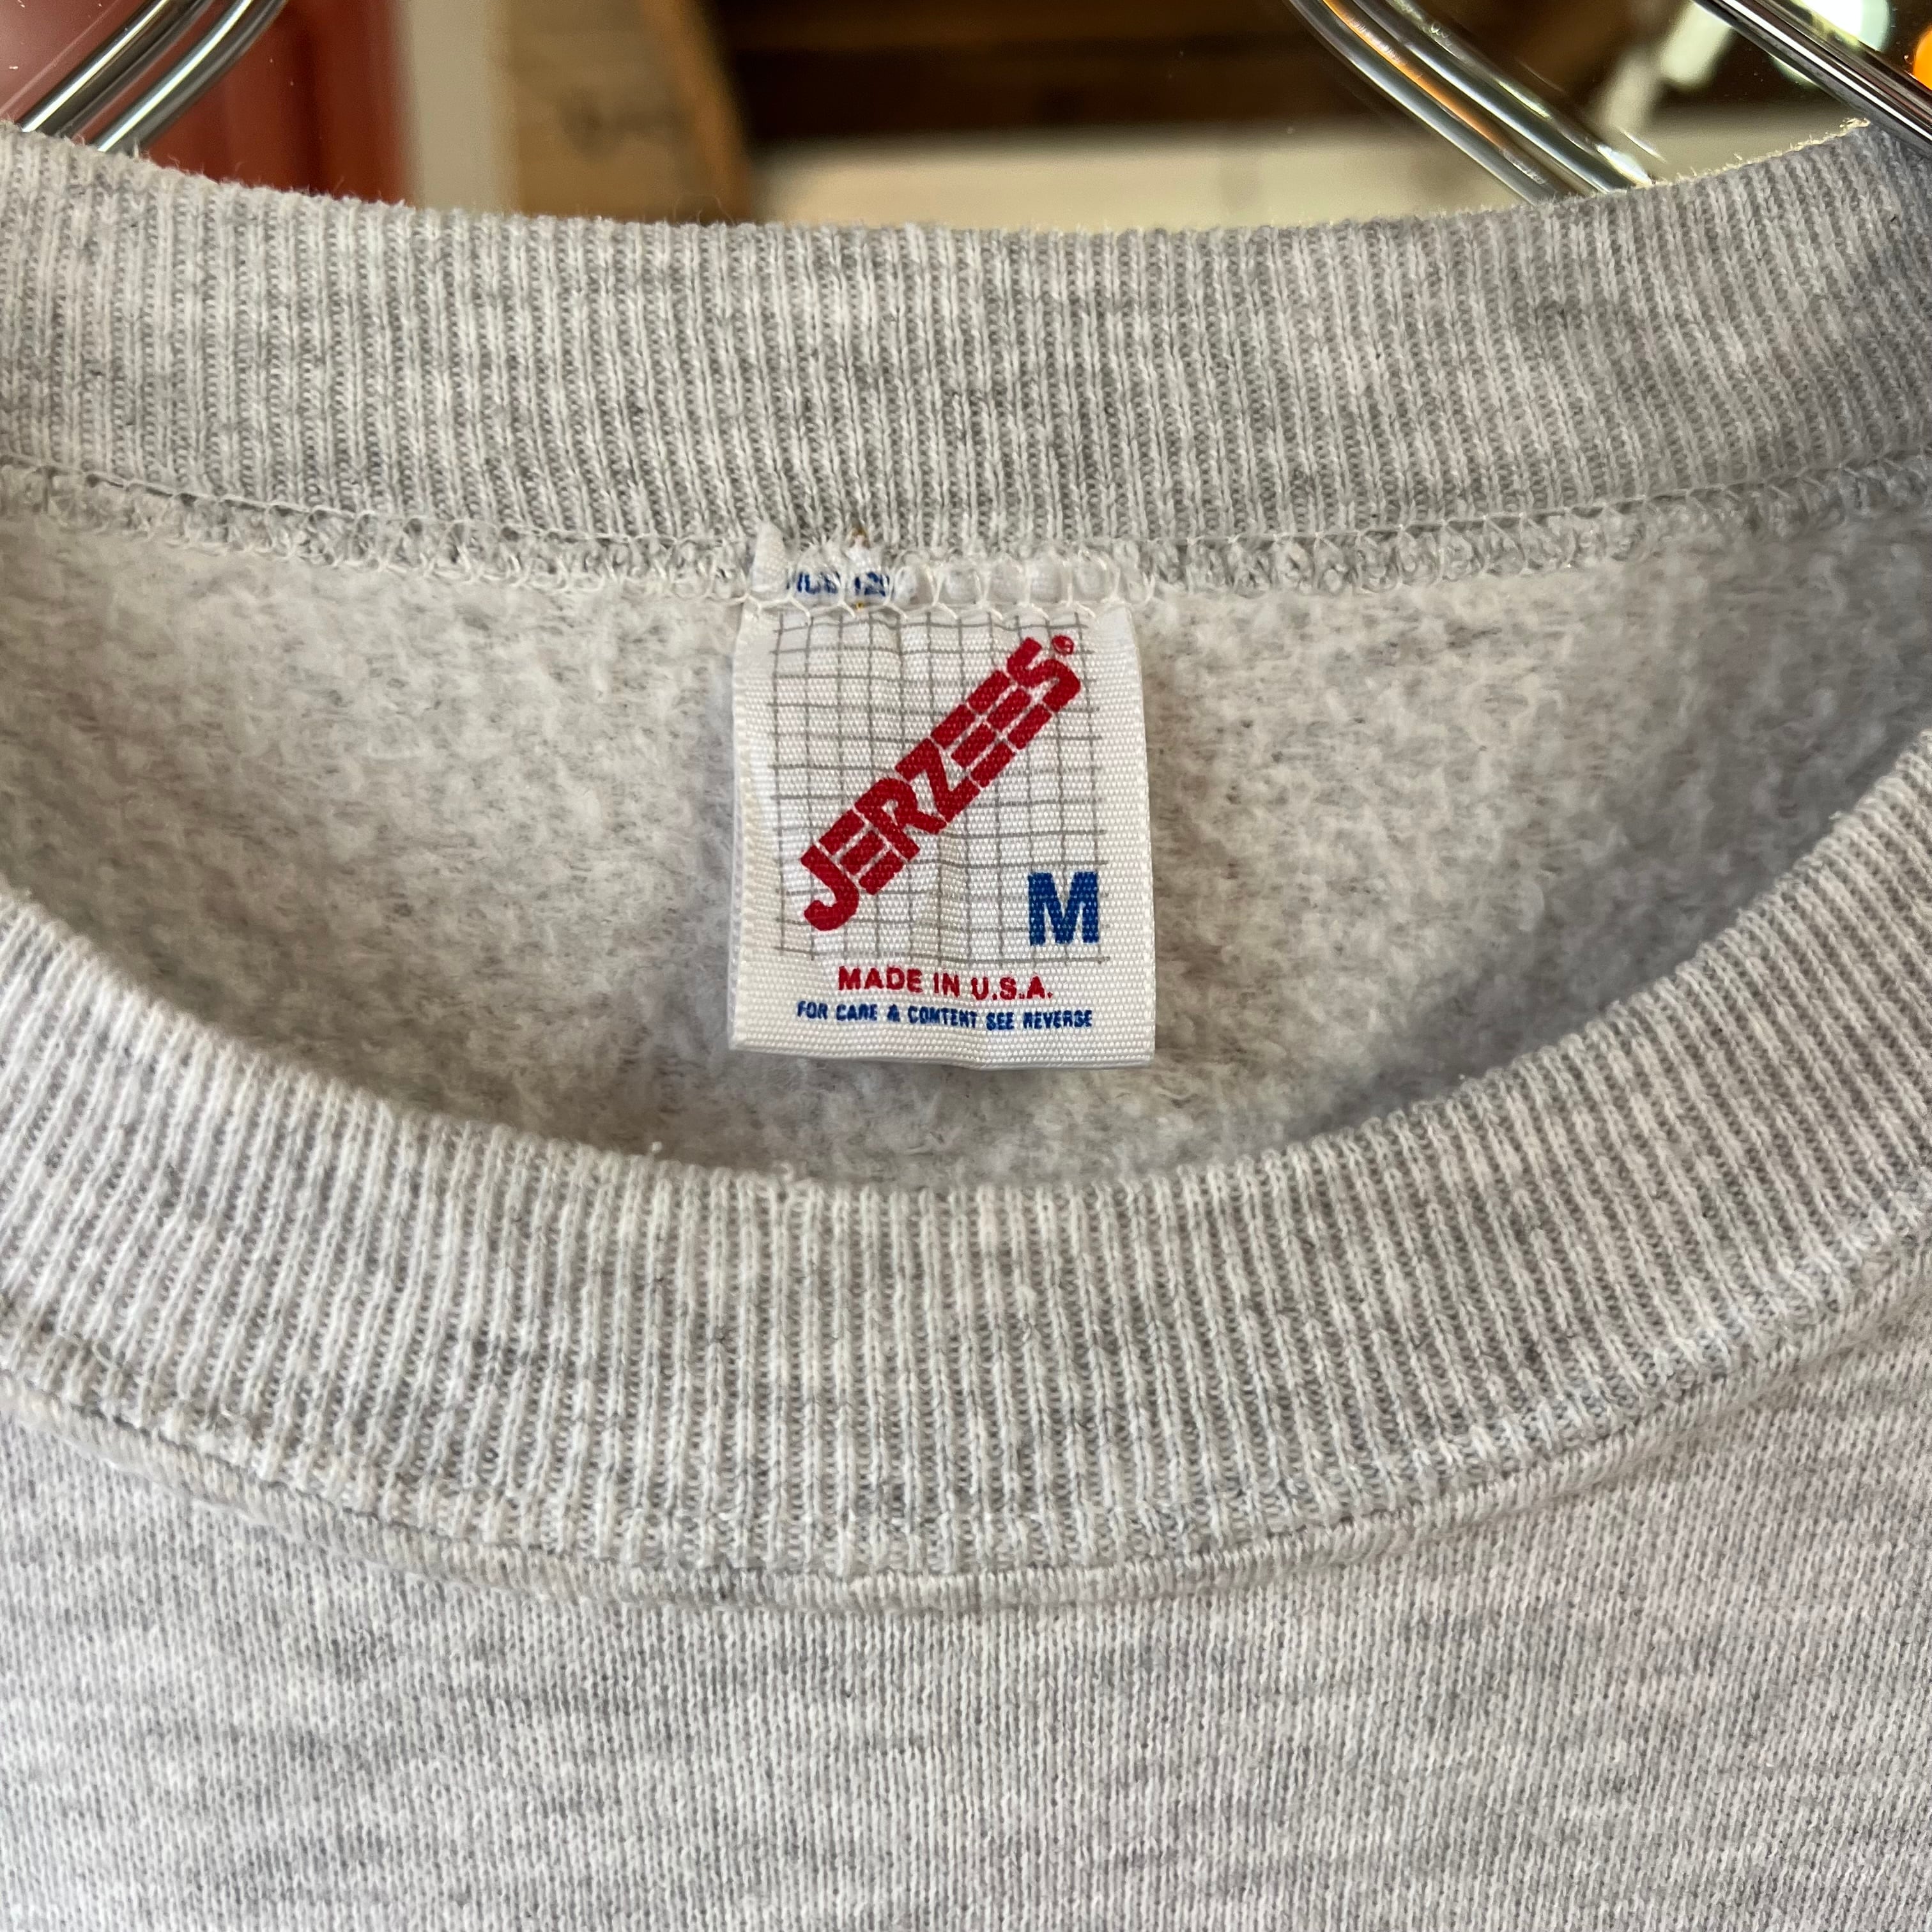 JERZEES®
M
MADE IN U.S.A.
FOR CARE & CONTENT SEE REVERSE